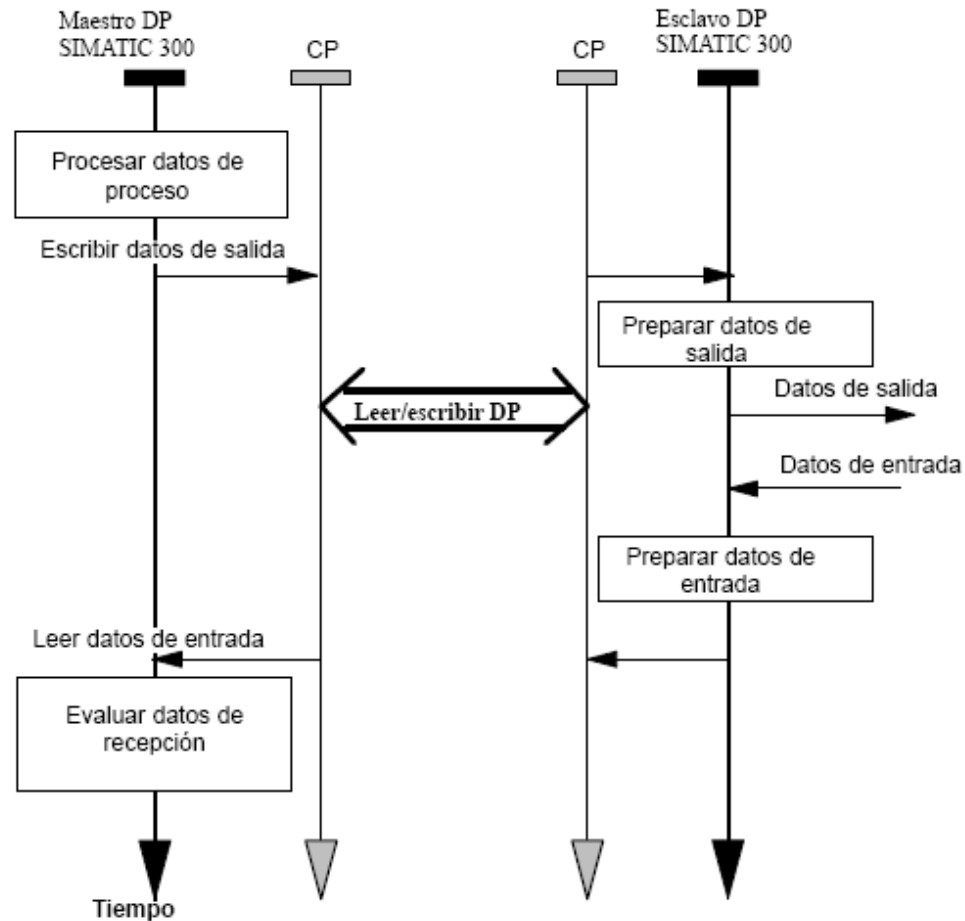 Maestro DP
SIMATIC 300
CP
CP
Esclavo DP
SIMATIC 300
Procesar datos de
proceso
Escribir datos de salida
Preparar datos de
salida
Leer/escribir DP
Datos de salida
Datos de entrada
Preparar datos de
entrada
Leer datos de entrada
Evaluar datos de
recepción
Tiempo